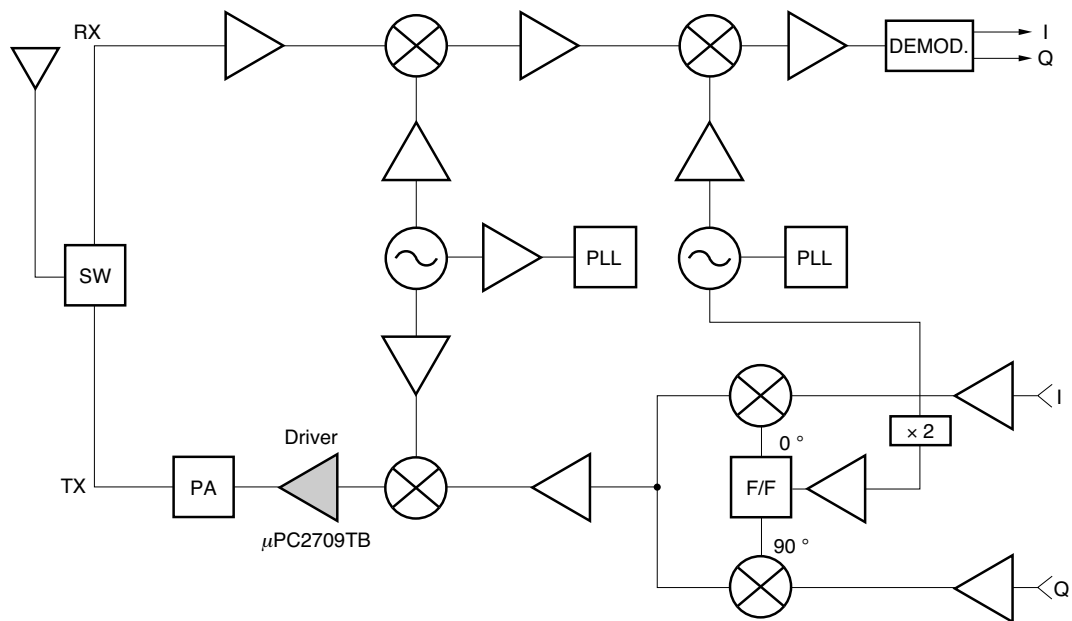 RX
DEMOD.
I
Q
SW
PLL
PLL
I
× 2
Driver
0 °
TX
PA
F/F
μPC2709TB
90 °
Q